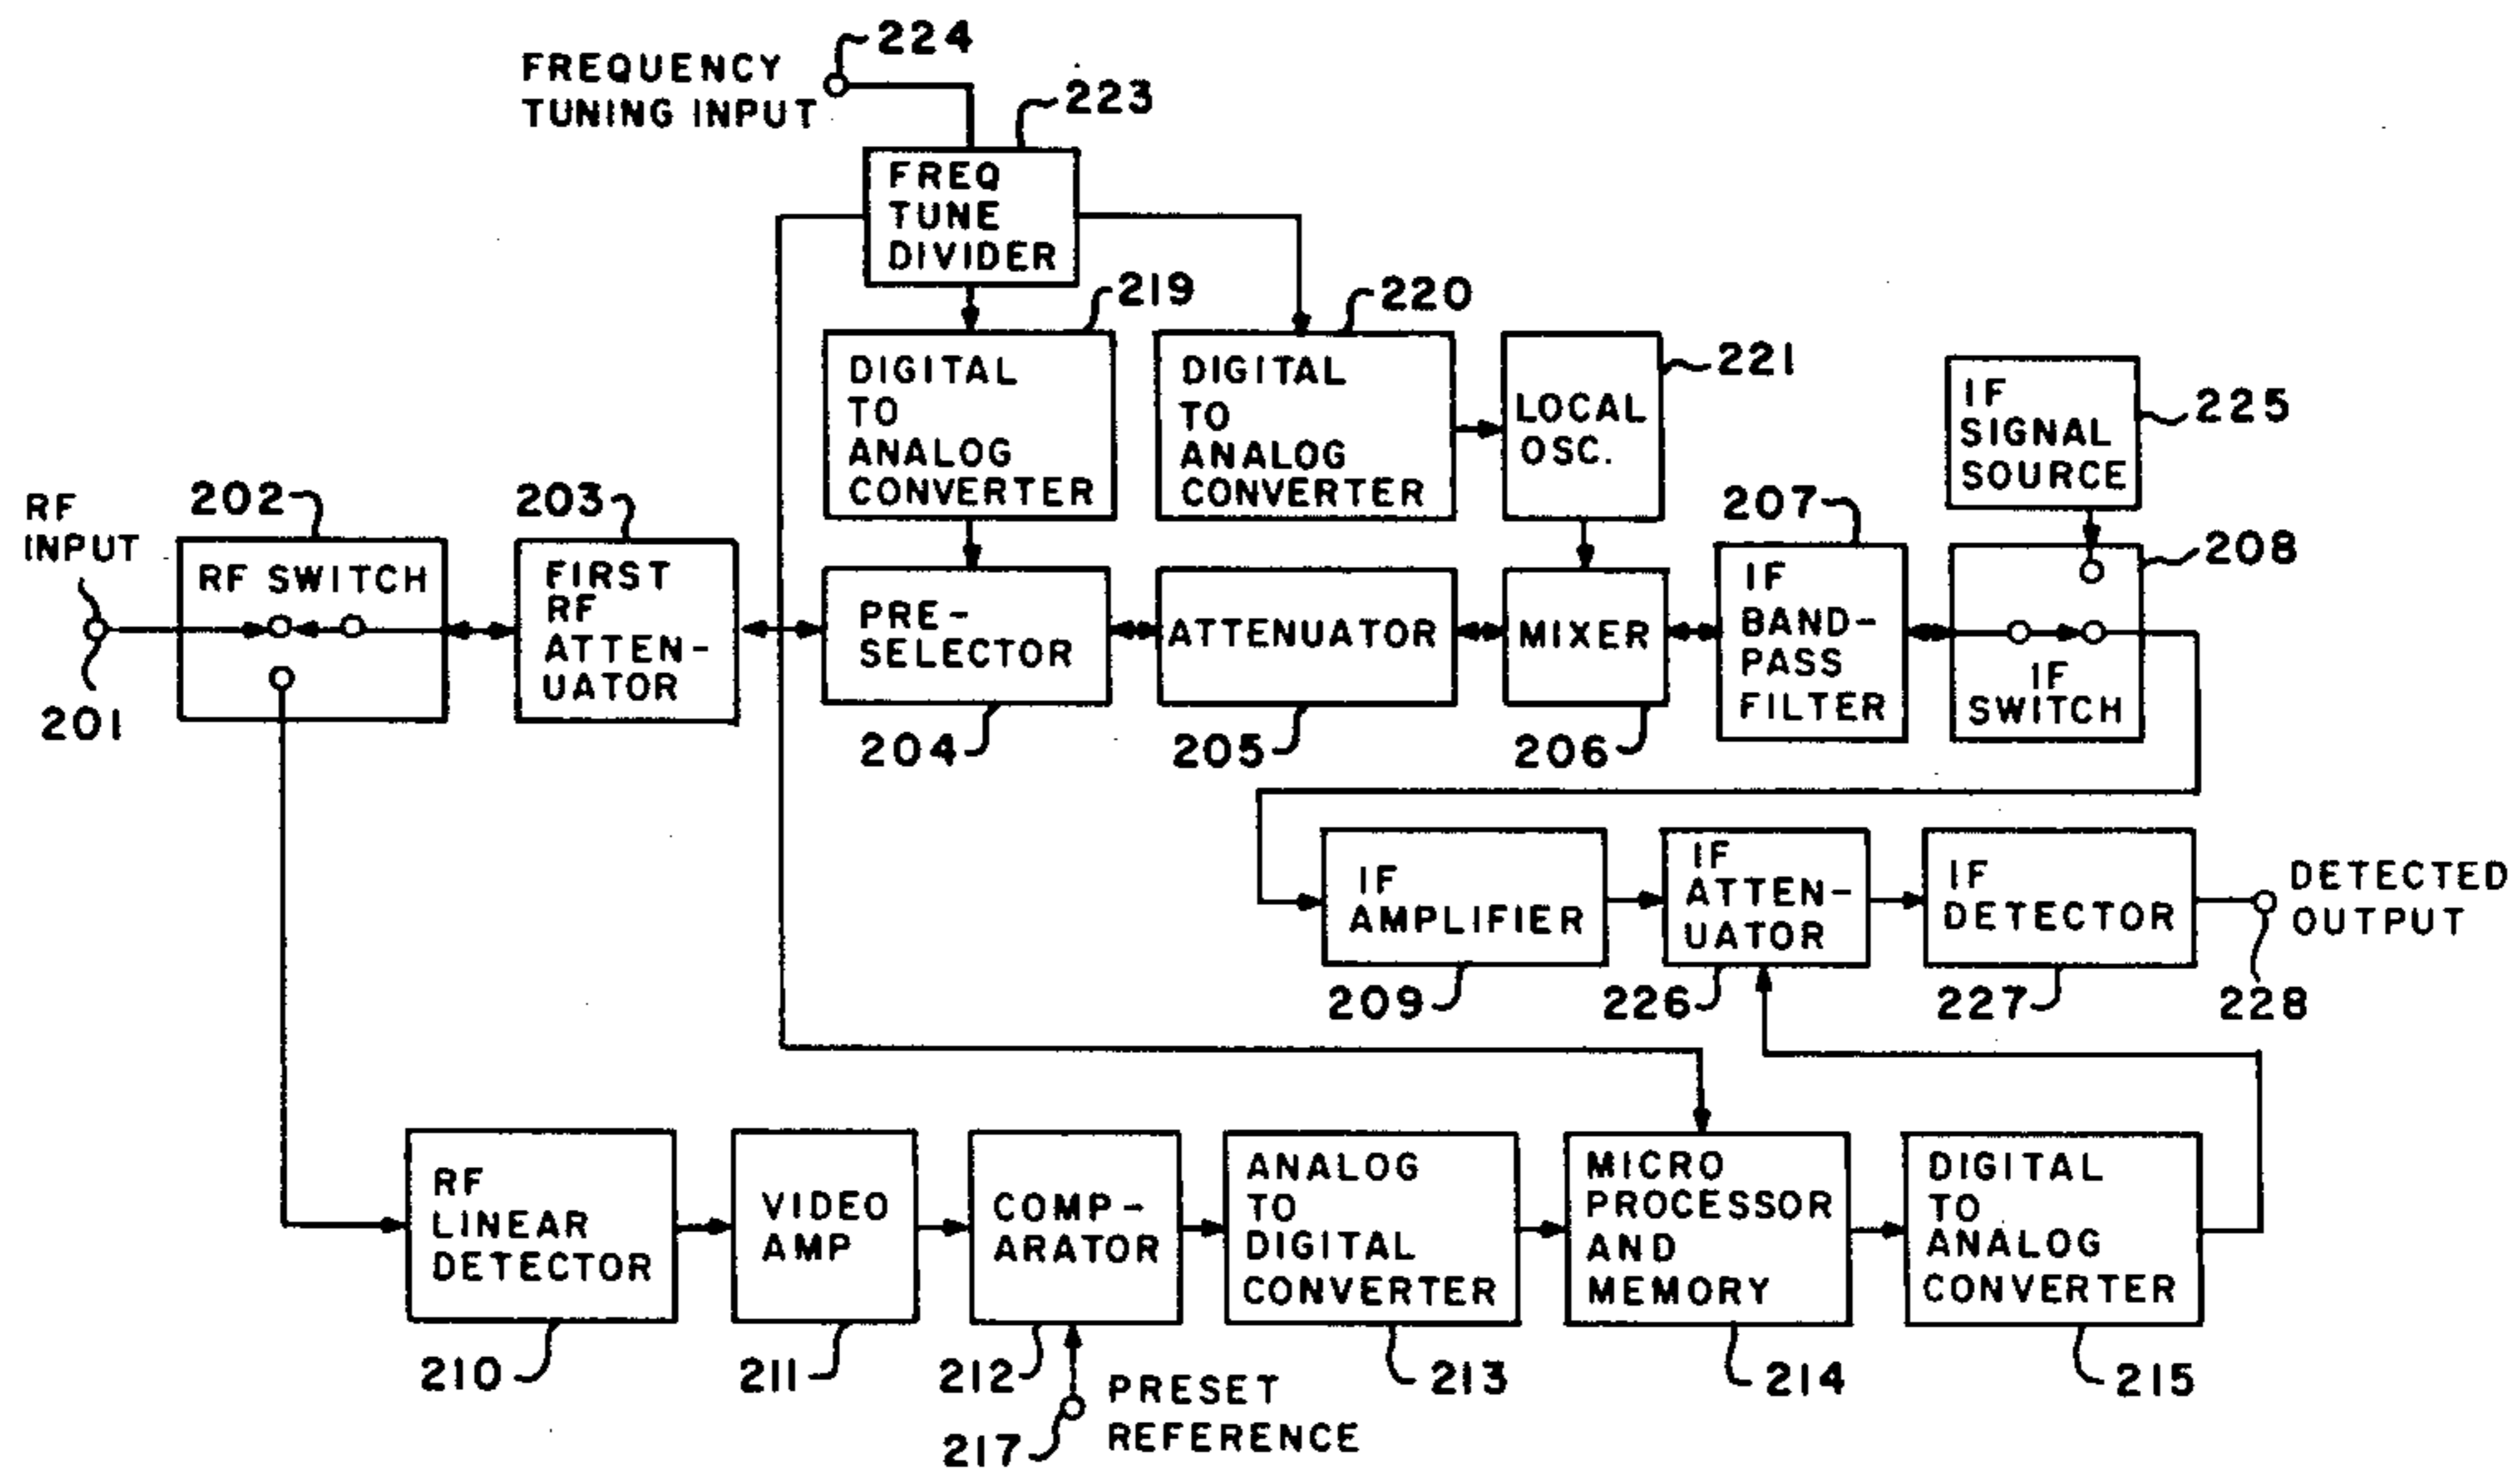 224
FREQUENCY
TUNING INPUT
223
FREQ
TUNE
DIVIDER
219
220
DIGITAL
TO
ANALOG
CONVERTER
DIGITAL
TO
ANALOG
CONVERTER
LOCAL
OSC.
221
IF
SIGNAL
SOURCE
225
RF
INPUT
201
202
RF SWITCH
203
FIRST
RF
ATTEN-
UATOR
PRE-
SELECTOR
204
ATTENUATOR
205
MIXER
206
207
IF
BAND-
PASS
FILTER
208
IF
SWITCH
IF
AMPLIFIER
209
IF
ATTEN-
UATOR
226
IF
DETECTOR
227
DETECTED
OUTPUT
228
RF
LINEAR
DETECTOR
210
VIDEO
AMP
211
COMP-
ARATOR
212
217
PRESET
REFERENCE
ANALOG
TO
DIGITAL
CONVERTER
213
MICRO
PROCESSOR
AND
MEMORY
214
DIGITAL
TO
ANALOG
CONVERTER
215